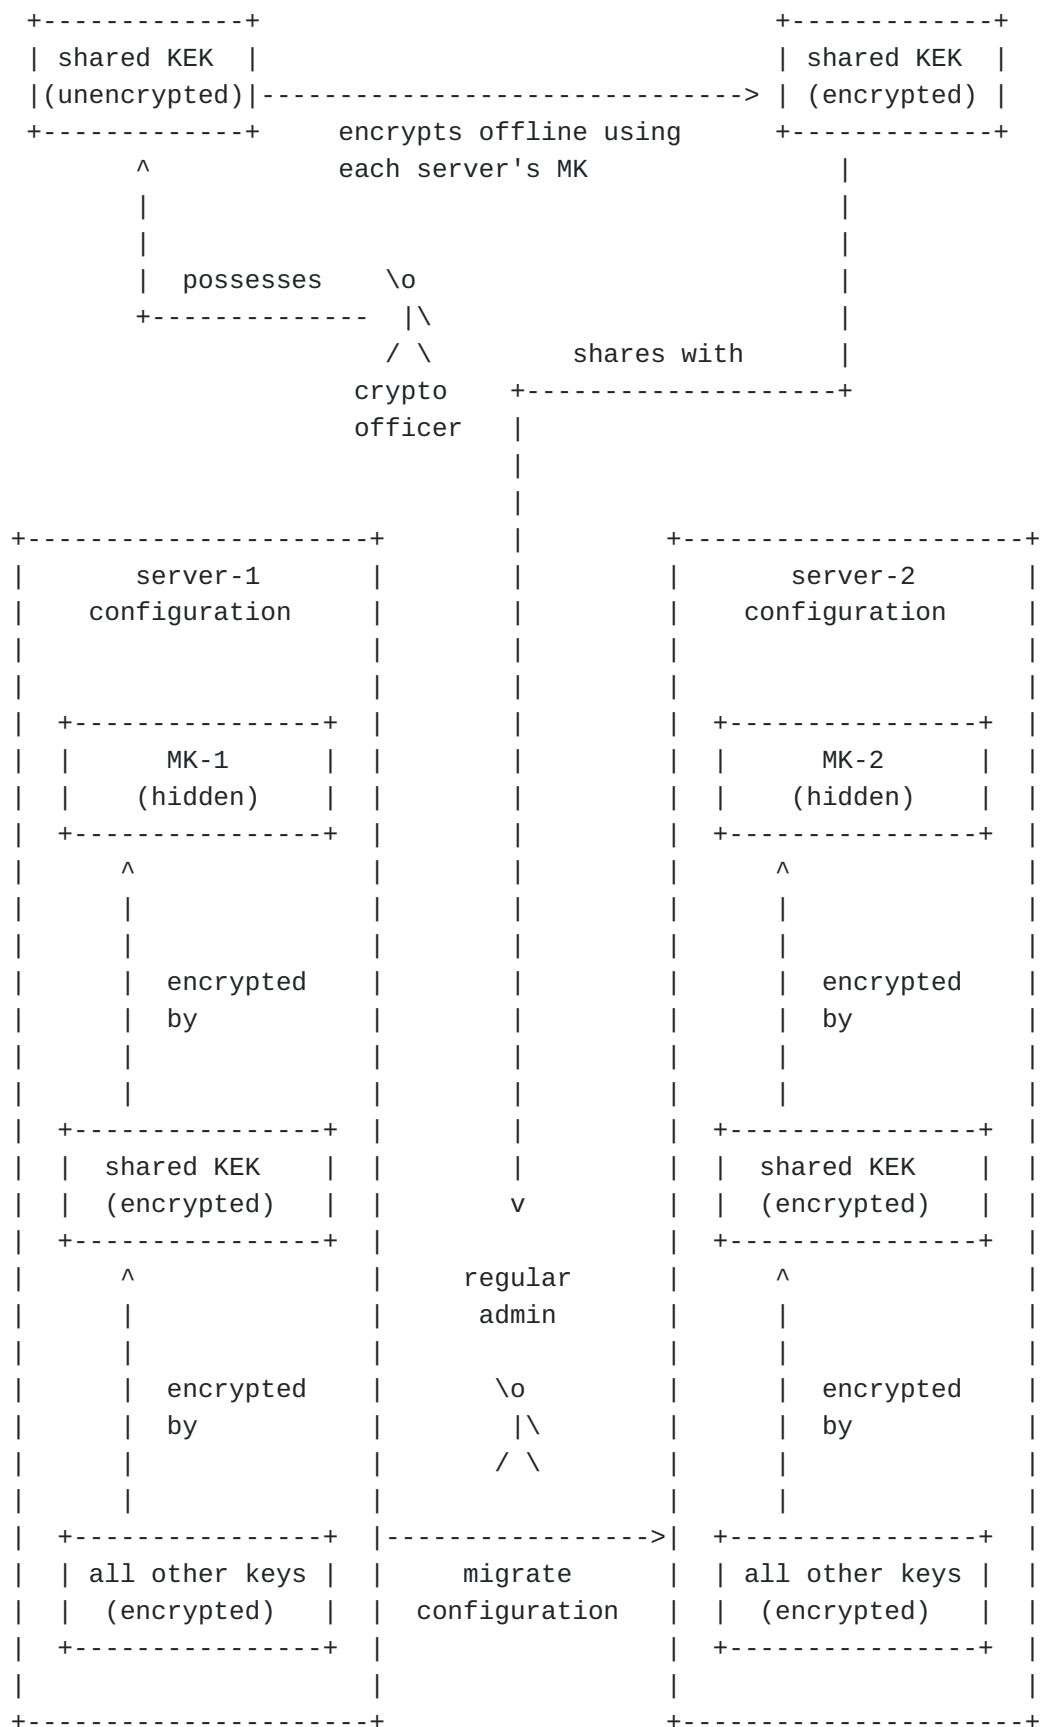 shared KEK
(unencrypted)
shared KEK
(encrypted)
encrypts offline using
each server's MK
possesses
shares with
crypto
officer
server-1
configuration
server-2
configuration
MK-1
(hidden)
MK-2
(hidden)
encrypted
by
encrypted
by
shared KEK
(encrypted)
shared KEK
(encrypted)
regular
admin
encrypted
by
encrypted
by
all other keys
(encrypted)
migrate
configuration
all other keys
(encrypted)